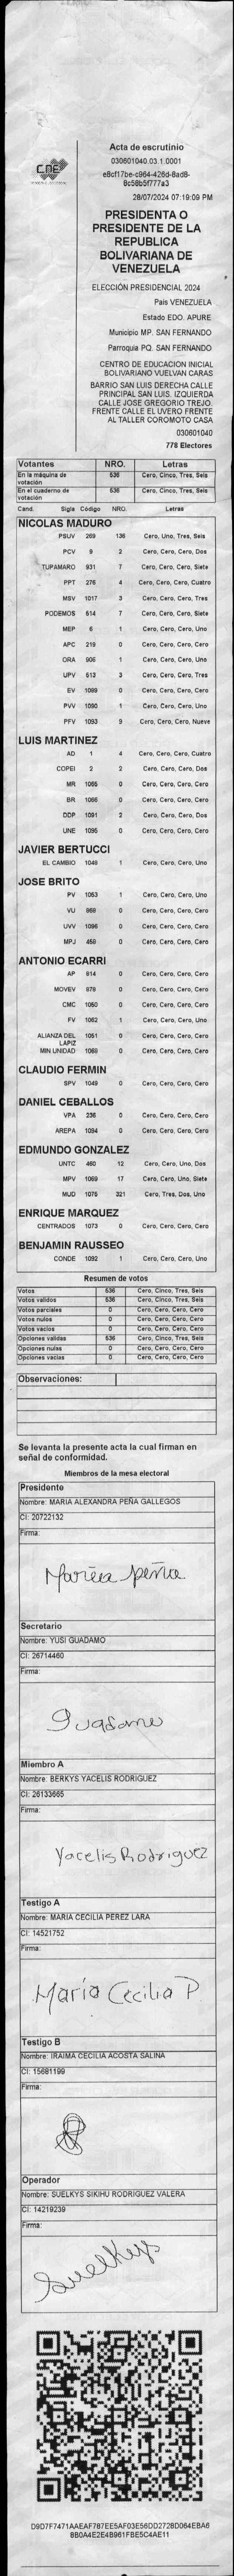 CNE
Acta de escrutinio
030601040.03.1.0001
e8cf17be-c964-426d-8ad8-
8c58b5f777a3
28/07/2024 07:19:09 PM
PRESIDENTA O
PRESIDENTE DE LA
REPUBLICA
BOLIVARIANA DE
VENEZUELA
ELECCIÓN PRESIDENCIAL 2024
Pais VENEZUELA
Estado EDO. APURE
Municipio MP. SAN FERNANDO
Parroquia PQ. SAN FERNANDO
CENTRO DE EDUCACION INICIAL
BOLIVARIANO VUELVAN CARAS
BARRIO SAN LUIS DERECHA CALLE
PRINCIPAL SAN LUIS. IZQUIERDA
CALLE JOSE GREGORIO TREJO.
FRENTE CALLE EL UVERO FRENTE
AL TALLER COROMOTO CASA
030601040
778 Electores
Votantes NRO. Letras
En la máquina de votación 536 Cero, Cinco, Tres, Seis
En el cuaderno de votación 536 Cero, Cinco, Tres, Seis
Cand. Sigla Código NRO. Letras
NICOLAS MADURO
PSUV 269 136 Cero, Uno, Tres, Seis
PCV 9 2 Cero, Cero, Cero, Dos
TUPAMARO 931 7 Cero, Cero, Cero, Siete
PPT 276 4 Cero, Cero, Cero, Cuatro
MSV 1017 3 Cero, Cero, Cero, Tres
PODEMOS 514 7 Cero, Cero, Cero, Siete
MEP 6 1 Cero, Cero, Cero, Uno
APC 219 0 Cero, Cero, Cero, Cero
ORA 906 1 Cero, Cero, Cero, Uno
UPV 513 3 Cero, Cero, Cero, Tres
EV 1089 0 Cero, Cero, Cero, Cero
PVV 1090 1 Cero, Cero, Cero, Uno
PFV 1093 9 Cero, Cero, Cero, Nueve
LUIS MARTINEZ
AD 1 4 Cero, Cero, Cero, Cuatro
COPEI 2 2 Cero, Cero, Cero, Dos
MR 1065 0 Cero, Cero, Cero, Cero
BR 1066 0 Cero, Cero, Cero, Cero
DDP 1091 2 Cero, Cero, Cero, Dos
UNE 1095 0 Cero, Cero, Cero, Cero
JAVIER BERTUCCI
EL CAMBIO 1048 1 Cero, Cero, Cero, Uno
JOSE BRITO
PV 1053 1 Cero, Cero, Cero, Uno
VU 868 0 Cero, Cero, Cero, Cero
UVV 1096 0 Cero, Cero, Cero, Cero
MPJ 459 0 Cero, Cero, Cero, Cero
ANTONIO ECARRI
AP 914 0 Cero, Cero, Cero, Cero
MOVEV 878 0 Cero, Cero, Cero, Cero
CMC 1050 0 Cero, Cero, Cero, Cero
FV 1062 1 Cero, Cero, Cero, Uno
ALIANZA DEL LAPIZ 1051 0 Cero, Cero, Cero, Cero
MIN UNIDAD 1068 0 Cero, Cero, Cero, Cero
CLAUDIO FERMIN
SPV 1049 0 Cero, Cero, Cero, Cero
DANIEL CEBALLOS
VPA 236 0 Cero, Cero, Cero, Cero
AREPA 1094 0 Cero, Cero, Cero, Cero
EDMUNDO GONZALEZ
UNTC 460 12 Cero, Cero, Uno, Dos
MPV 1069 17 Cero, Cero, Uno, Siete
MUD 1075 321 Cero, Tres, Dos, Uno
ENRIQUE MARQUEZ
CENTRADOS 1073 0 Cero, Cero, Cero, Cero
BENJAMIN RAUSSEO
CONDE 1092 1 Cero, Cero, Cero, Uno
Resumen de votos
Votos 536 Cero, Cinco, Tres, Seis
Votos validos 536 Cero, Cinco, Tres, Seis
Votos parciales 0 Cero, Cero, Cero, Cero
Votos nulos 0 Cero, Cero, Cero, Cero
Votos vacios 0 Cero, Cero, Cero, Cero
Opciones validas 536 Cero, Cinco, Tres, Seis
Opciones nulas 0 Cero, Cero, Cero, Cero
Opciones vacias 0 Cero, Cero, Cero, Cero
Observaciones:
Se levanta la presente acta la cual firman en
señal de conformidad.
Miembros de la mesa electoral
Presidente
Nombre: MARIA ALEXANDRA PEÑA GALLEGOS
CI: 20722132
Firma:
María Peña
Secretario
Nombre: YUSI GUADAMO
CI: 26714460
Firma:
Guadamo
Miembro A
Nombre: BERKYS YACELIS RODRIGUEZ
CI: 26133665
Firma:
Yacelis Rodriguez
Testigo A
Nombre: MARIA CECILIA PEREZ LARA
CI: 14521752
Firma:
María Cecilia P.
Testigo B
Nombre: IRAIMA CECILIA ACOSTA SALINA
CI: 15681199
Firma:
Operador
Nombre: SUELKYS SIKIHU RODRIGUEZ VALERA
CI: 14219239
Firma:
Suelkys
D9D7F7471AAEAF787EE5AF03E56DD2728D064EBA6
8B0A4E2E4B961FBE5C4AE11